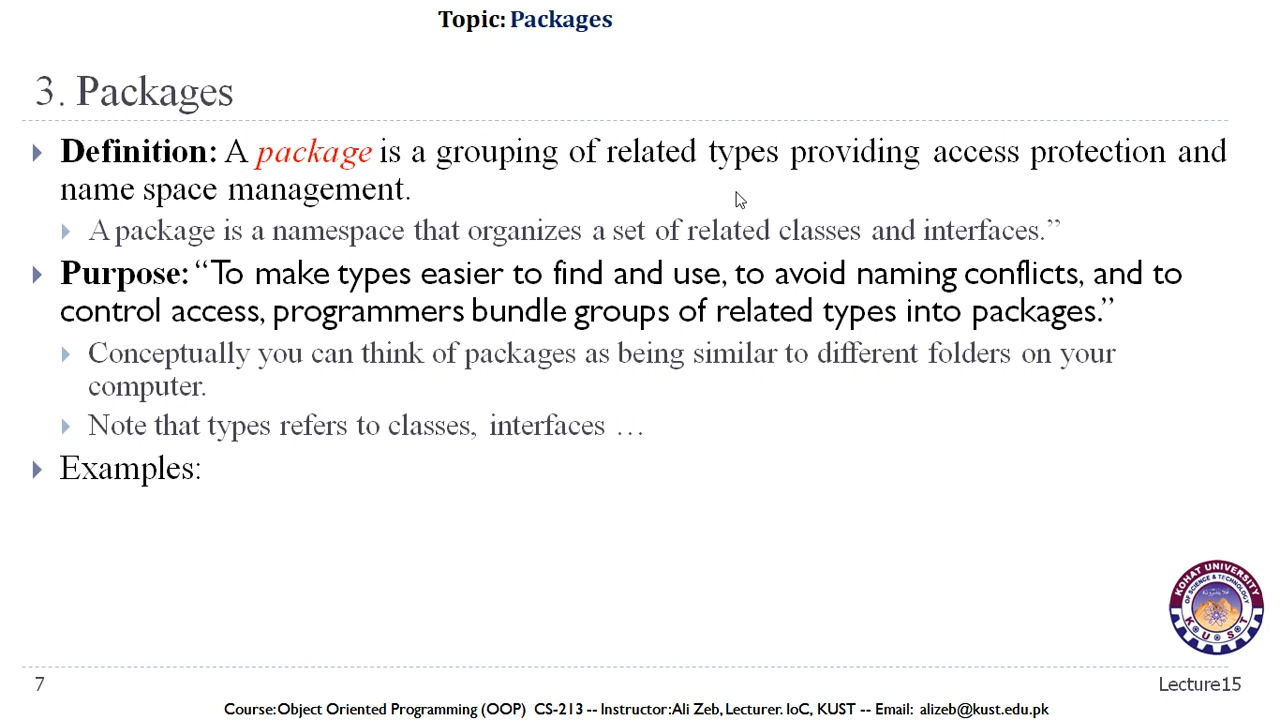 Topic: Packages
3. Packages
Definition: A package is a grouping of related types providing access protection and
name space management.
A package is a namespace that organizes a set of related classes and interfaces.”
Purpose: “To make types easier to find and use, to avoid naming conflicts, and to
control access, programmers bundle groups of related types into packages.”
Conceptually you can think of packages as being similar to different folders on your
computer.
Note that types refers to classes, interfaces …
Examples:
KOHAT UNIVERSITY
OF SCIENCE & TECHNOLOGY
K U S T
7
Lecture15
Course:Object Oriented Programming (OOP) CS-213 -- Instructor:Ali Zeb, Lecturer. IoC, KUST -- Email: alizeb@kust.edu.pk